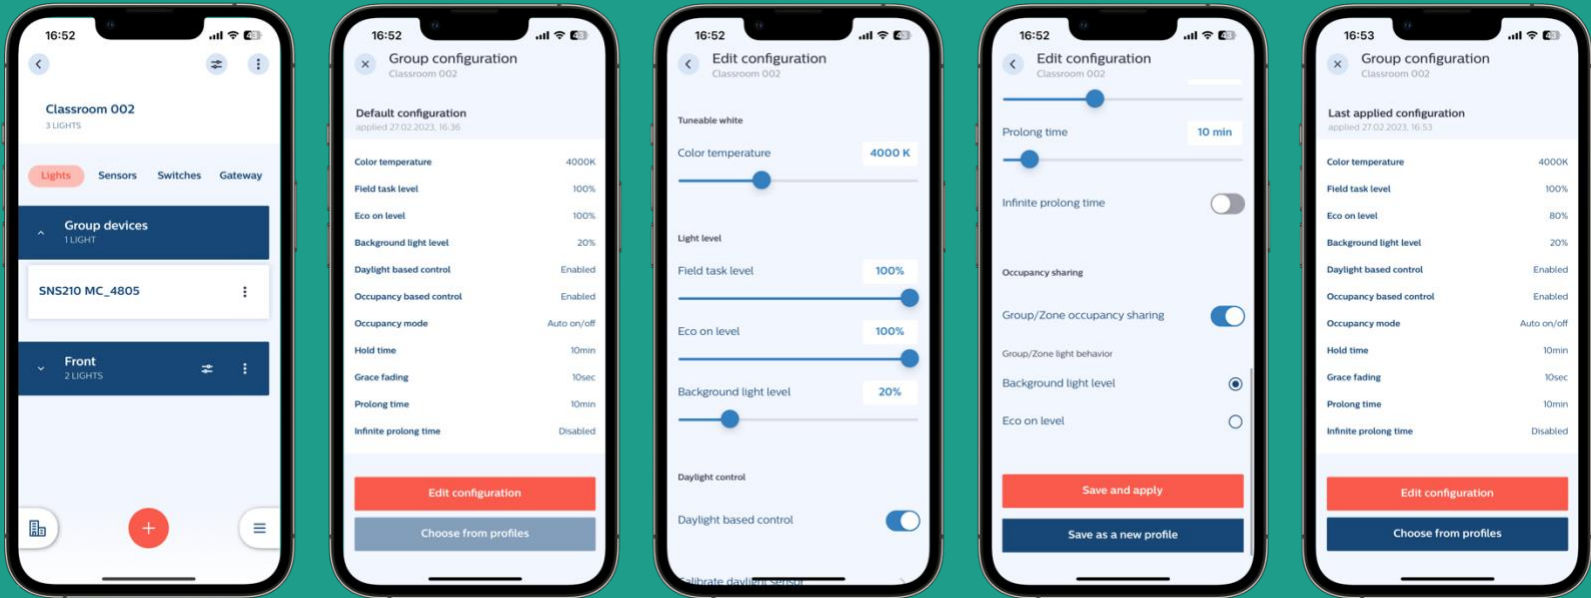 16:52
43
Classroom 002
3 LIGHTS
Lights Sensors Switches Gateway
Group devices
1 LIGHT
SNS210 MC_4805
Front
2 LIGHTS
16:52
43
Group configuration
Classroom 002
Default configuration
applied 27.02.2023, 16:36
Color temperature 4000K
Field task level 100%
Eco on level 100%
Background light level 20%
Daylight based control Enabled
Occupancy based control Enabled
Occupancy mode Auto on/off
Hold time 10min
Grace fading 10sec
Prolong time 10min
Infinite prolong time Disabled
Edit configuration
Choose from profiles
16:52
43
Edit configuration
Classroom 002
Tuneable white
Color temperature 4000 K
Light level
Field task level 100%
Eco on level 100%
Background light level 20%
Daylight control
Daylight based control
Calibrate daylight sensor
16:52
43
Edit configuration
Classroom 002
Prolong time 10 min
Infinite prolong time
Occupancy sharing
Group/Zone occupancy sharing
Group/Zone light behavior
Background light level
Eco on level
Save and apply
Save as a new profile
16:53
43
Group configuration
Classroom 002
Last applied configuration
applied 27.02.2023, 16:53
Color temperature 4000K
Field task level 100%
Eco on level 80%
Background light level 20%
Daylight based control Enabled
Occupancy based control Enabled
Occupancy mode Auto on/off
Hold time 10min
Grace fading 10sec
Prolong time 10min
Infinite prolong time Disabled
Edit configuration
Choose from profiles